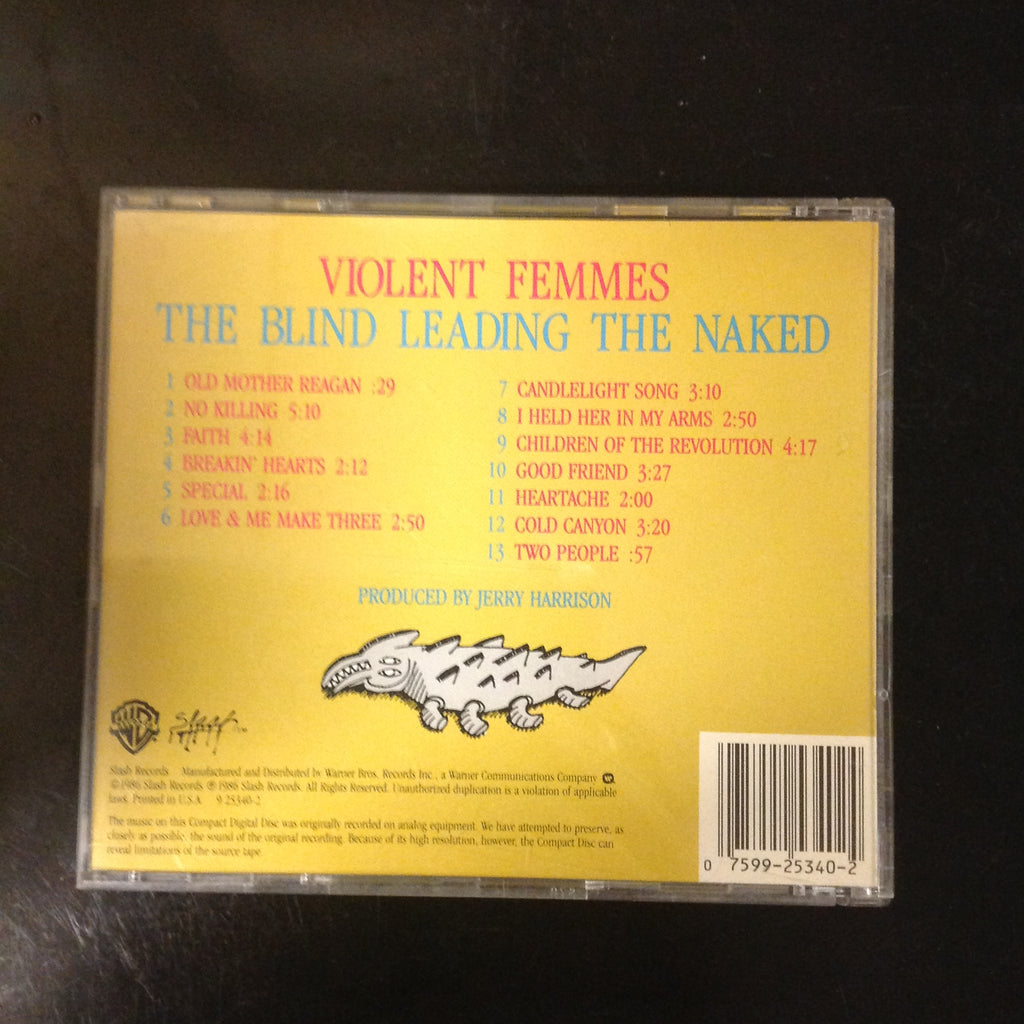 VIOLENT FEMMES
THE BLIND LEADING THE NAKED
1 OLD MOTHER REAGAN :29
2 NO KILLING 5:10
3 FAITH 4:14
4 BREAKIN' HEARTS 2:12
5 SPECIAL 2:16
6 LOVE & ME MAKE THREE 2:50
7 CANDLELIGHT SONG 3:10
8 I HELD HER IN MY ARMS 2:50
9 CHILDREN OF THE REVOLUTION 4:17
10 GOOD FRIEND 3:27
11 HEARTACHE 2:00
12 COLD CANYON 3:20
13 TWO PEOPLE :57
PRODUCED BY JERRY HARRISON
WB Slash TM
Slash Records Manufactured and Distributed by Warner Bros. Records Inc., a Warner Communications Company
© 1986 Slash Records ℗ 1986 Slash Records. All Rights Reserved. Unauthorized duplication is a violation of applicable
laws. Printed in U.S.A. 9 25340-2
The music on this Compact Digital Disc was originally recorded on analog equipment. We have attempted to preserve, as
closely as possible, the sound of the original recording. Because of its high resolution, however, the Compact Disc can
reveal limitations of the source tape.
0 7599-25340-2